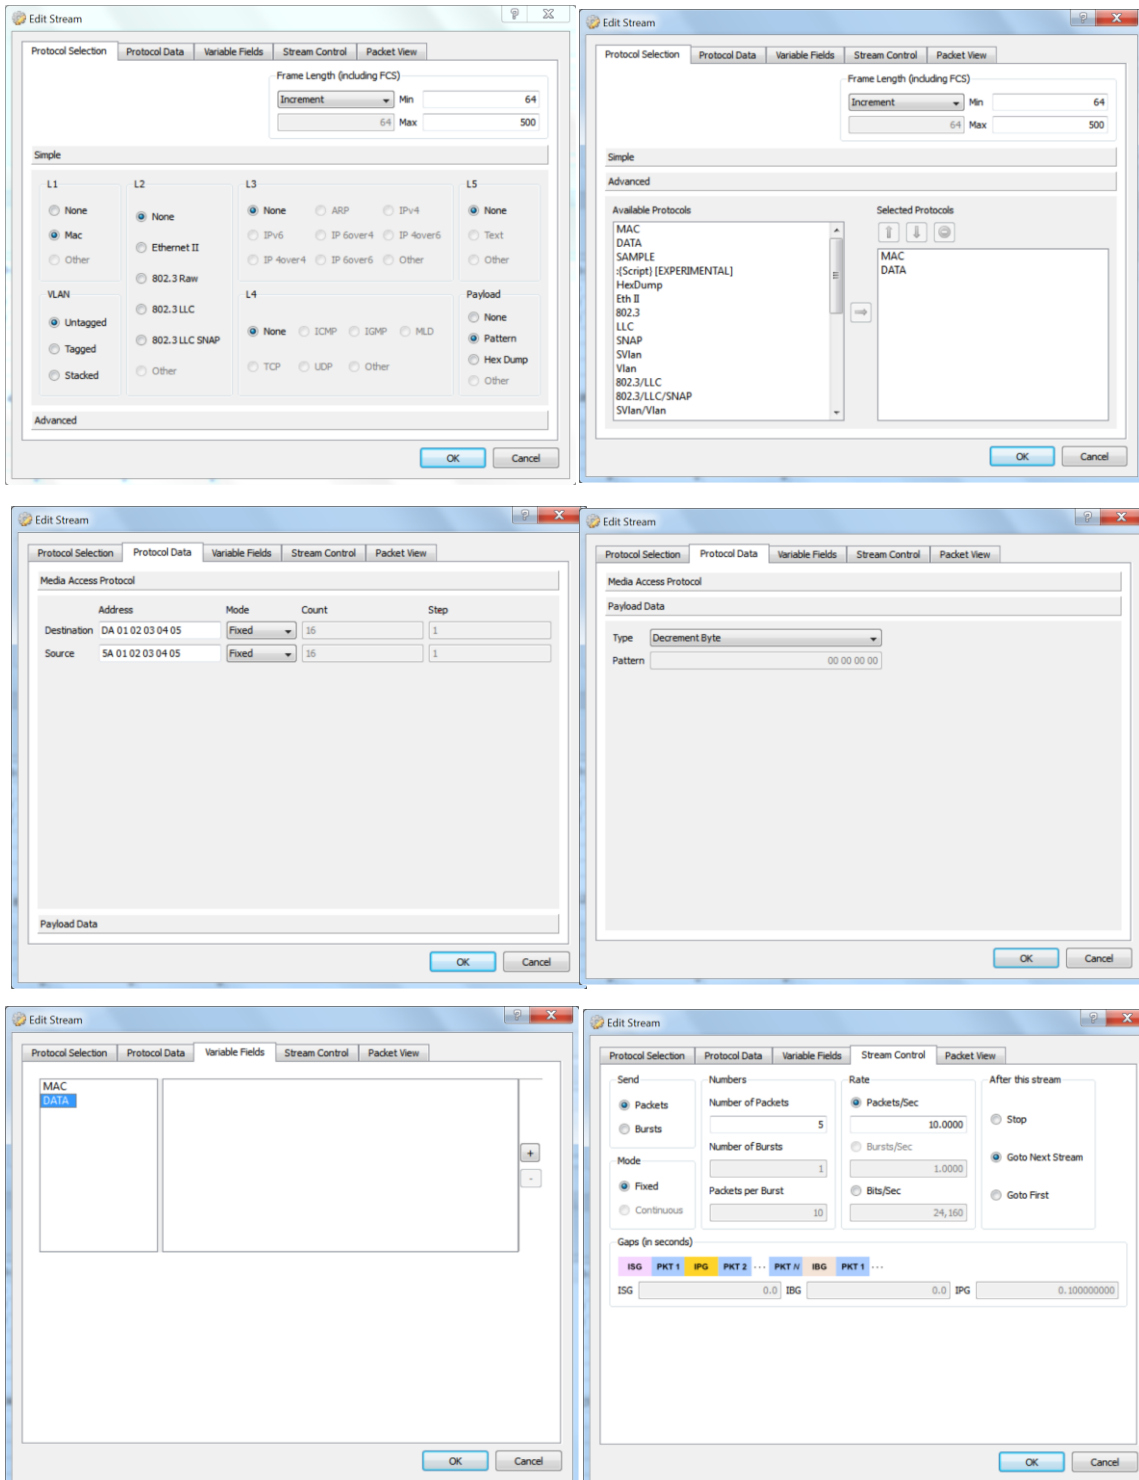 Edit Stream
Protocol Selection Protocol Data Variable Fields Stream Control Packet View
Frame Length (including FCS)
Increment Min 64
64 Max 500
Simple
L1 L2 L3 L5
None None None ARP IPv4 None
Mac Ethernet II IPv6 IP 6over4 IP 4over6 Text
Other 802.3 Raw IP 4over4 IP 6over6 Other Other
VLAN 802.3 LLC L4 Payload
Untagged 802.3 LLC SNAP None ICMP IGMP MLD None
Tagged Other TCP UDP Other Pattern
Stacked Hex Dump
Other
Advanced
OK Cancel
Edit Stream
Protocol Selection Protocol Data Variable Fields Stream Control Packet View
Frame Length (including FCS)
Increment Min 64
64 Max 500
Simple
Advanced
Available Protocols Selected Protocols
MAC
DATA
SAMPLE
:{Script} [EXPERIMENTAL]
HexDump
Eth II
802.3
LLC
SNAP
SVlan
Vlan
802.3/LLC
802.3/LLC/SNAP
SVlan/Vlan
MAC
DATA
OK Cancel
Edit Stream
Protocol Selection Protocol Data Variable Fields Stream Control Packet View
Media Access Protocol
Address Mode Count Step
Destination DA 01 02 03 04 05 Fixed 16 1
Source 5A 01 02 03 04 05 Fixed 16 1
Payload Data
OK Cancel
Edit Stream
Protocol Selection Protocol Data Variable Fields Stream Control Packet View
Media Access Protocol
Payload Data
Type Decrement Byte
Pattern 00 00 00 00
OK Cancel
Edit Stream
Protocol Selection Protocol Data Variable Fields Stream Control Packet View
MAC
DATA
+
-
OK Cancel
Edit Stream
Protocol Selection Protocol Data Variable Fields Stream Control Packet View
Send Numbers Rate After this stream
Packets Number of Packets Packets/Sec Stop
Bursts 5 10.0000
Number of Bursts Bursts/Sec Goto Next Stream
Mode 1 1.0000
Fixed Packets per Burst Bits/Sec Goto First
Continuous 10 24,160
Gaps (in seconds)
ISG PKT 1 IPG PKT 2 ··· PKT N IBG PKT 1 ···
ISG 0.0 IBG 0.0 IPG 0.100000000
OK Cancel